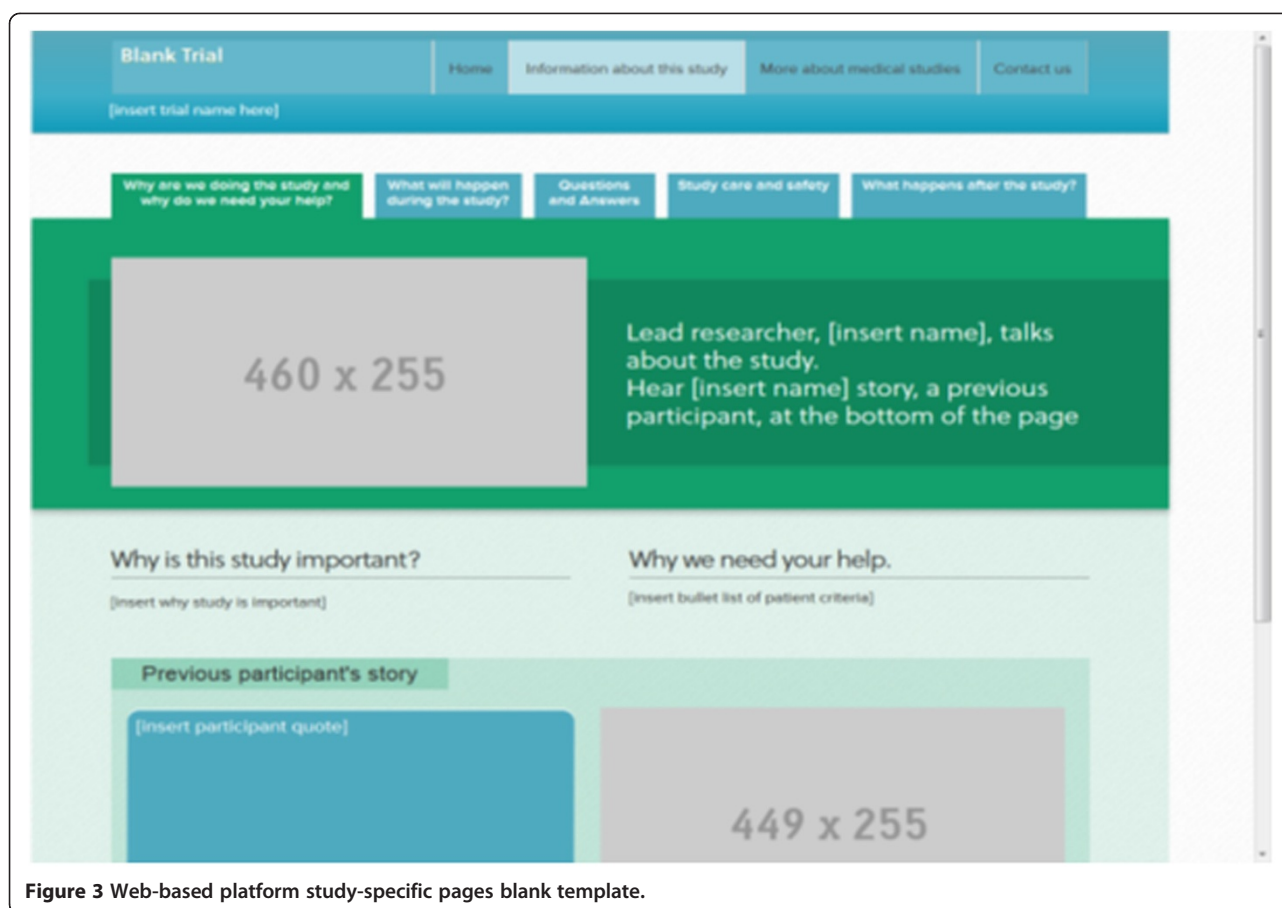 Blank Trial
Home
Information about this study
More about medical studies
Contact us
[insert trial name here]
Why are we doing the study and
why do we need your help?
What will happen
during the study?
Questions
and Answers
Study care and safety
What happens after the study?
460 x 255
Lead researcher, [insert name], talks
about the study.
Hear [insert name] story, a previous
participant, at the bottom of the page
Why is this study important?
[insert why study is important]
Why we need your help.
[insert bullet list of patient criteria]
Previous participant's story
[insert participant quote]
449 x 255
Figure 3 Web-based platform study-specific pages blank template.